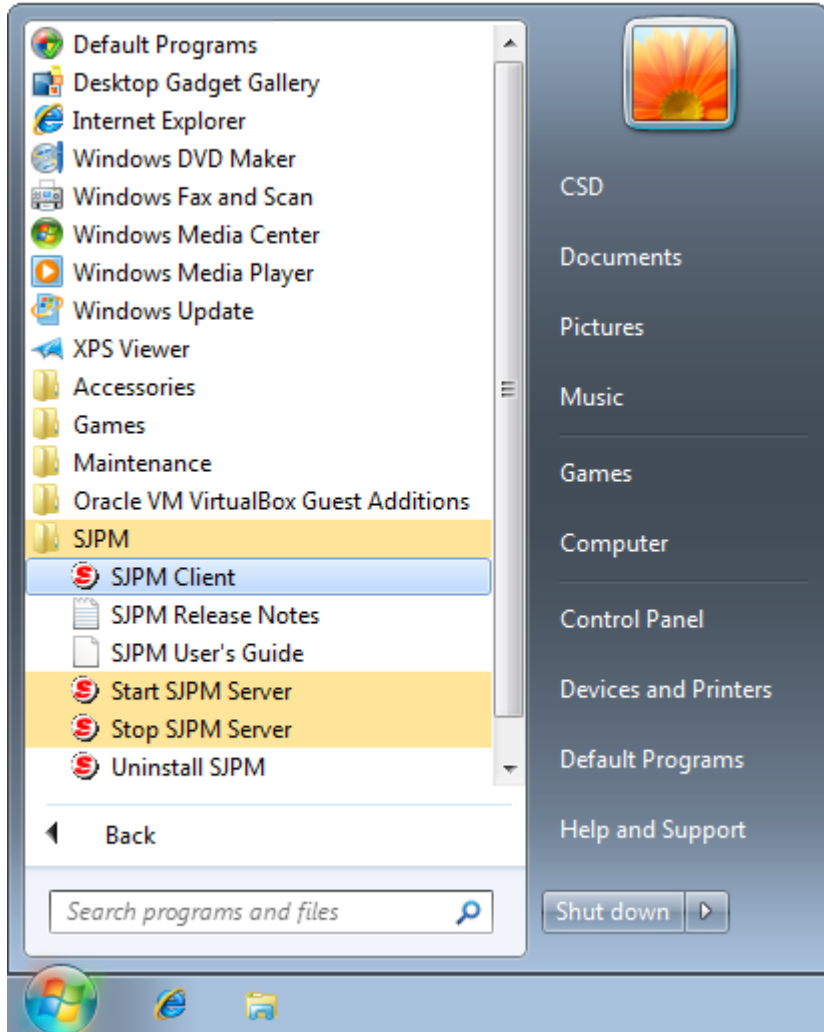 Default Programs
Desktop Gadget Gallery
Internet Explorer
Windows DVD Maker
Windows Fax and Scan
Windows Media Center
Windows Media Player
Windows Update
XPS Viewer
Accessories
Games
Maintenance
Oracle VM VirtualBox Guest Additions
SJPM
SJPM Client
SJPM Release Notes
SJPM User's Guide
Start SJPM Server
Stop SJPM Server
Uninstall SJPM
Back
Search programs and files
CSD
Documents
Pictures
Music
Games
Computer
Control Panel
Devices and Printers
Default Programs
Help and Support
Shut down